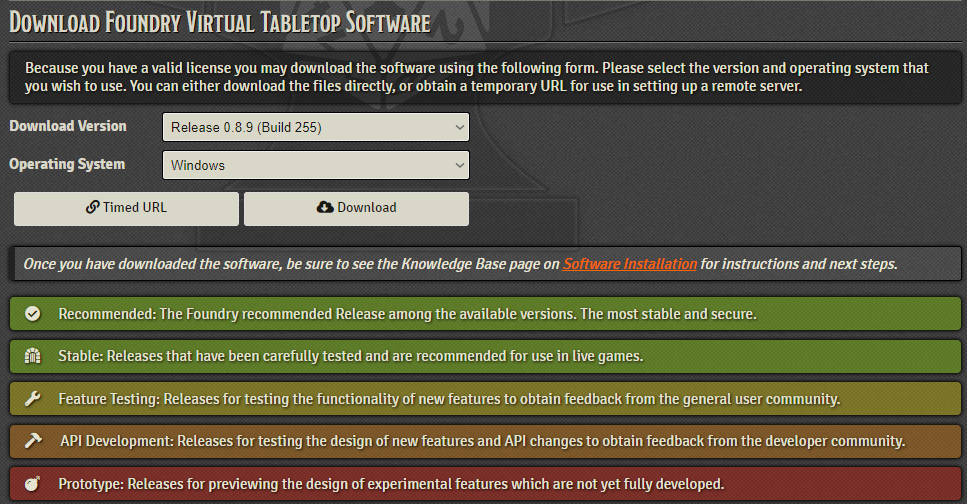 Download Foundry Virtual Tabletop Software
Because you have a valid license you may download the software using the following form. Please select the version and operating system that
you wish to use. You can either download the files directly, or obtain a temporary URL for use in setting up a remote server.
Download Version
Release 0.8.9 (Build 255)
Operating System
Windows
Timed URL
Download
Once you have downloaded the software, be sure to see the Knowledge Base page on Software Installation for instructions and next steps.
Recommended: The Foundry recommended Release among the available versions. The most stable and secure.
Stable: Releases that have been carefully tested and are recommended for use in live games.
Feature Testing: Releases for testing the functionality of new features to obtain feedback from the general user community.
API Development: Releases for testing the design of new features and API changes to obtain feedback from the developer community.
Prototype: Releases for previewing the design of experimental features which are not yet fully developed.